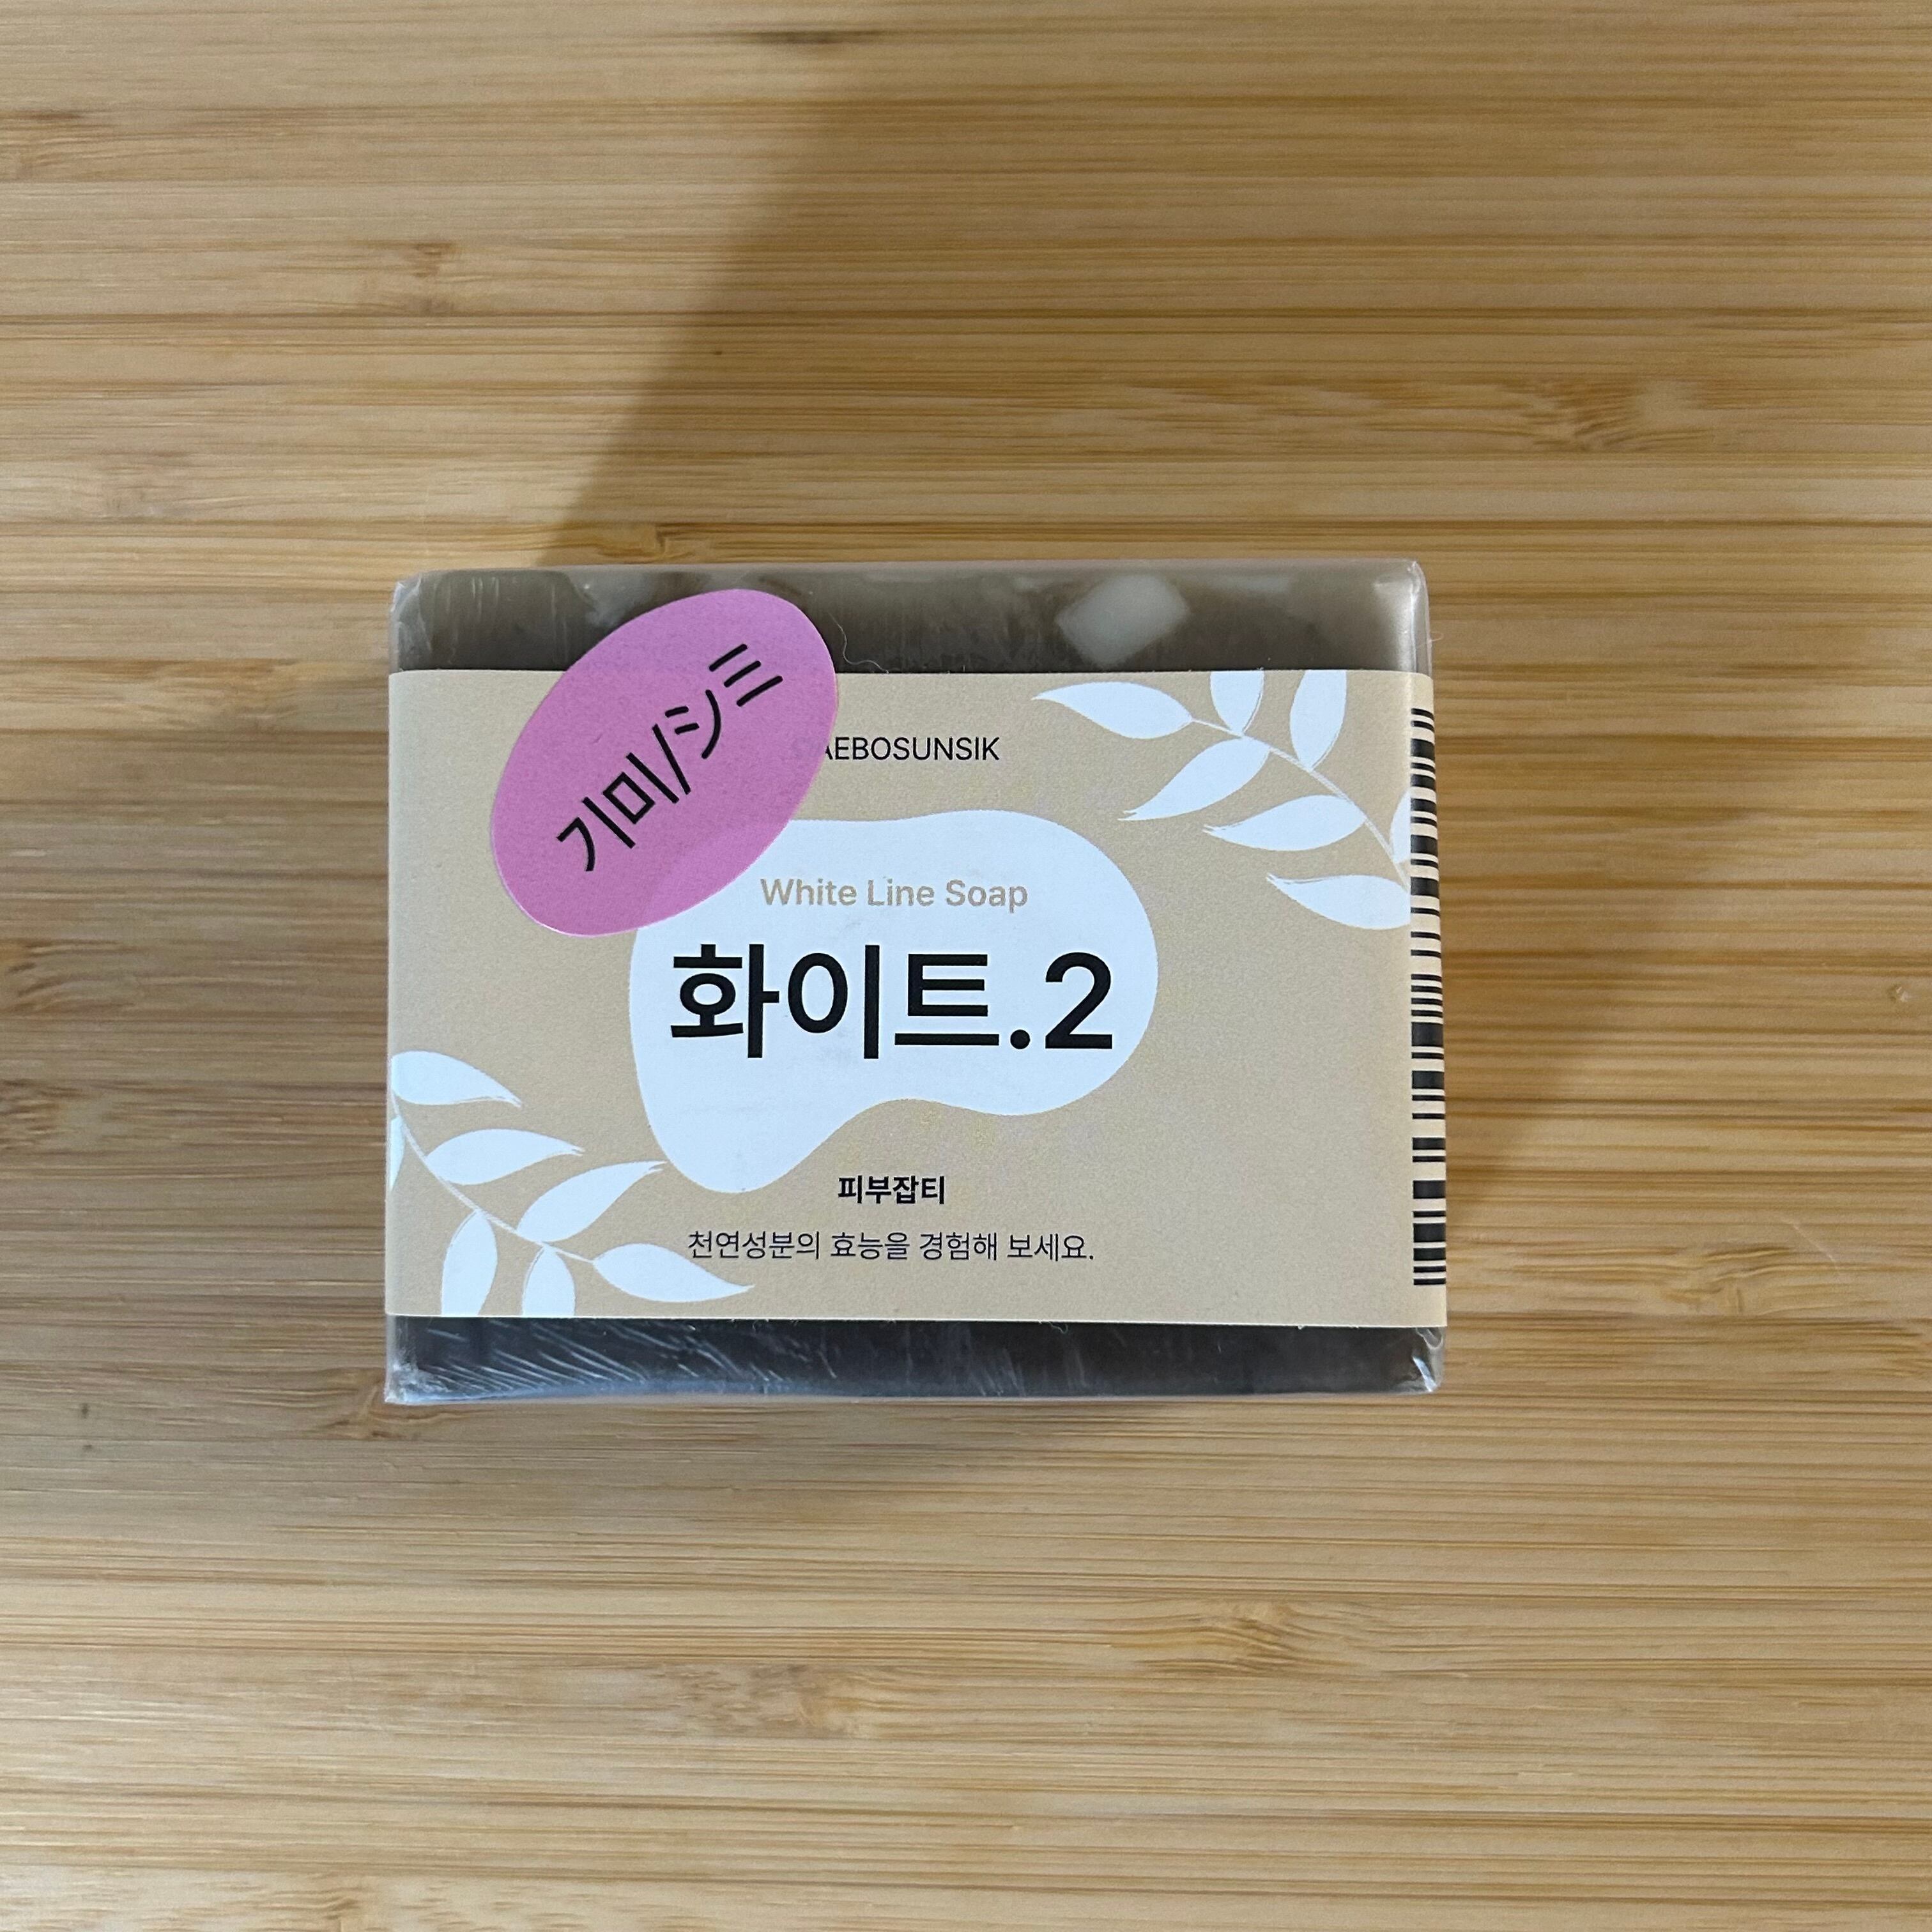 기미/シミ
AEBOSUNSIK
White Line Soap
화이트.2
피부잡티
천연성분의 효능을 경험해 보세요.